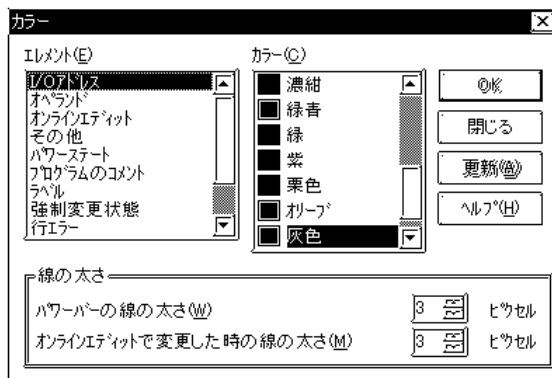 カラー
エレメント(E)
I/Oアドレス
オペランド
オンラインエディット
その他
パワーステート
プログラムのコメント
ラベル
強制変更状態
行エラー
カラー(C)
濃紺
緑青
緑
紫
栗色
オリーブ
灰色
OK
閉じる
更新(A)
ヘルプ(H)
線の太さ
パワーバーの線の太さ(W) 3 ピクセル
オンラインエディットで変更した時の線の太さ(M) 3 ピクセル